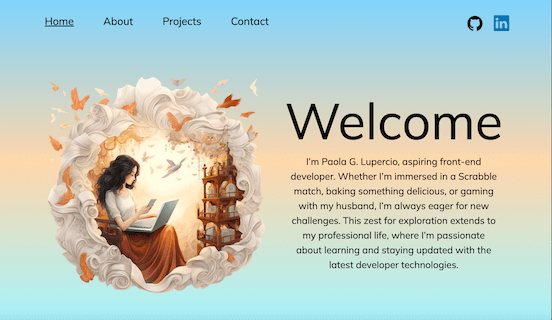 Home About Projects Contact
in
Welcome
I'm Paola G. Lupercio, aspiring front-end
developer. Whether I'm immersed in a Scrabble
match, baking something delicious, or gaming
with my husband, I'm always eager for new
challenges. This zest for exploration extends to
my professional life, where I'm passionate
about learning and staying updated with the
latest developer technologies.